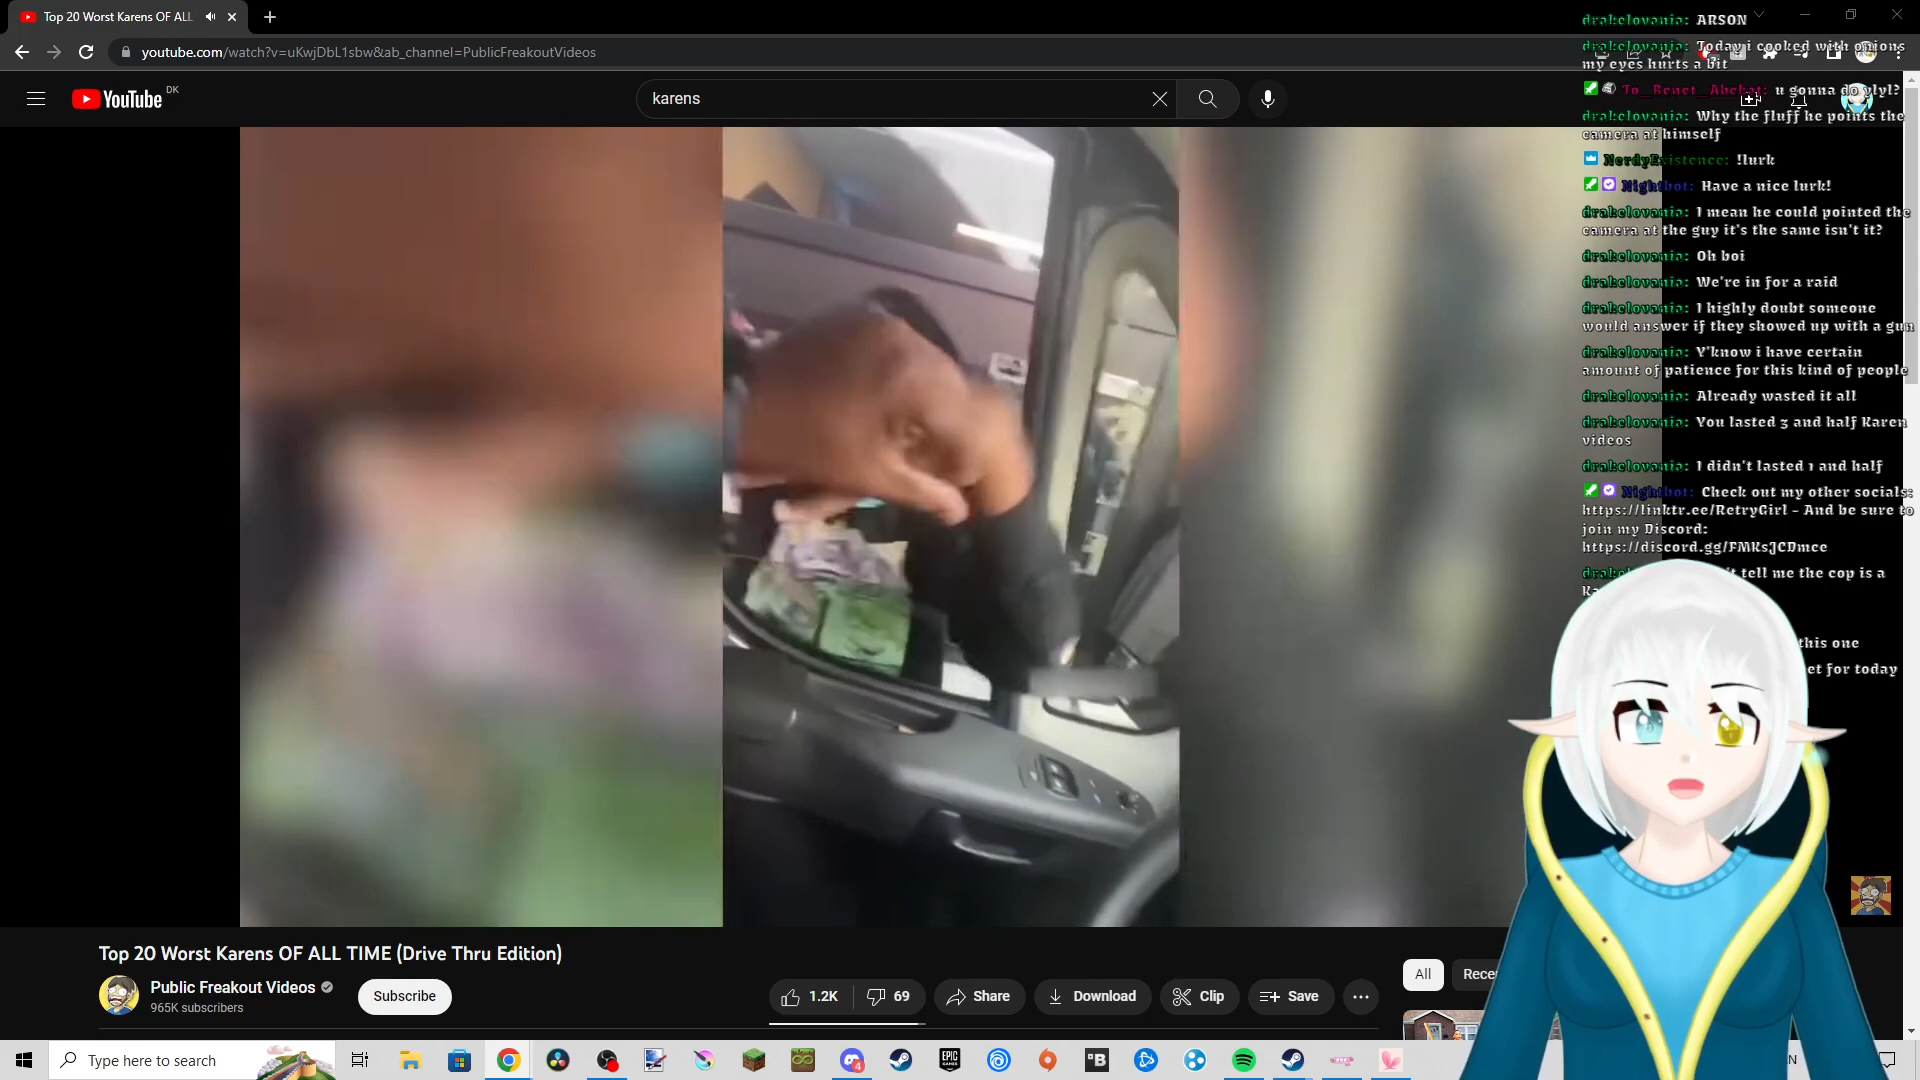 Top 20 Worst Karens OF ALL
youtube.com/watch?v=uKwjDbL1sbw&ab_channel=PublicFreakoutVideos
YouTube DK
karens
drakelovania: ARSON
drakelovania: Today i cooked with onions
my eyes hurts a bit
To_Benet_Abekat: u gonna do ylyl?
drakelovania: Why the fluff he points the
camera at himself
NerdyExistence: !lurk
Nightbot: Have a nice lurk!
drakelovania: I mean he could pointed the
camera at the guy it's the same isn't it?
drakelovania: Oh boi
drakelovania: We're in for a raid
drakelovania: I highly doubt someone
would answer if they showed up with a gun
drakelovania: Y'know i have certain
amount of patience for this kind of people
drakelovania: Already wasted it all
drakelovania: You lasted 3 and half Karen
videos
drakelovania: I didn't lasted 1 and half
Nightbot: Check out my other socials:
https://linktr.ee/RetryGirl - And be sure to
join my Discord:
https://discord.gg/FMKsJCDmce
tell me the cop is a
this one
for today
Top 20 Worst Karens OF ALL TIME (Drive Thru Edition)
Public Freakout Videos
965K subscribers
Subscribe
1.2K
69
Share
Download
Clip
Save
All
Type here to search
EPIC GAMES
B
4